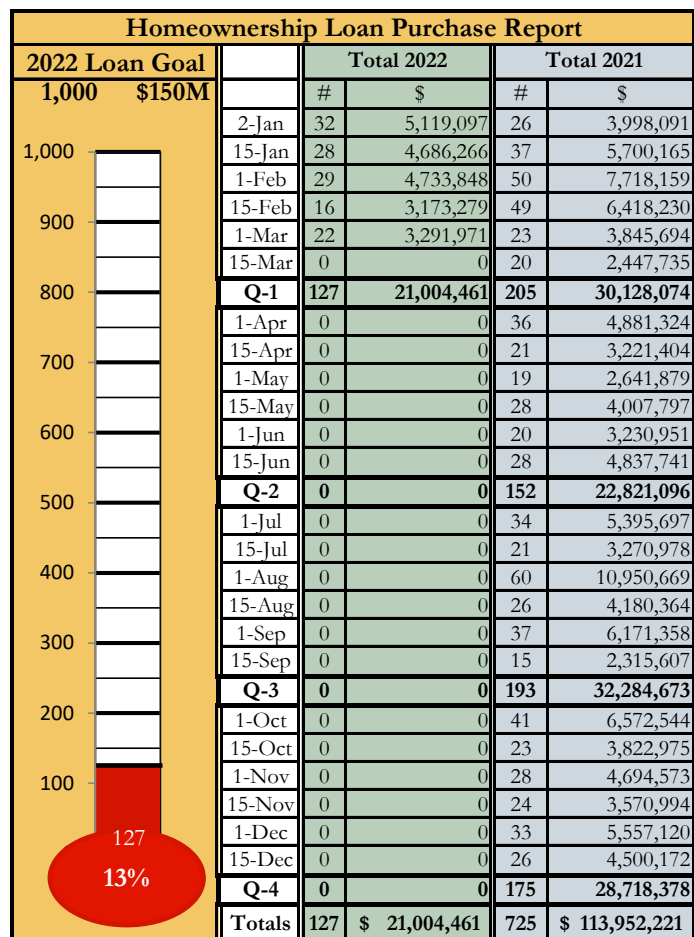 Homeownership Loan Purchase Report
2022 Loan Goal Total 2022 Total 2021
1,000 $150M # $ # $
2-Jan 32 5,119,097 26 3,998,091
1,000 15-Jan 28 4,686,266 37 5,700,165
1-Feb 29 4,733,848 50 7,718,159
900 15-Feb 16 3,173,279 49 6,418,230
1-Mar 22 3,291,971 23 3,845,694
15-Mar 0 0 20 2,447,735
800 Q-1 127 21,004,461 205 30,128,074
1-Apr 0 0 36 4,881,324
700 15-Apr 0 0 21 3,221,404
1-May 0 0 19 2,641,879
15-May 0 0 28 4,007,797
600 1-Jun 0 0 20 3,230,951
15-Jun 0 0 28 4,837,741
500 Q-2 0 0 152 22,821,096
1-Jul 0 0 34 5,395,697
15-Jul 0 0 21 3,270,978
400 1-Aug 0 0 60 10,950,669
15-Aug 0 0 26 4,180,364
300 1-Sep 0 0 37 6,171,358
15-Sep 0 0 15 2,315,607
Q-3 0 0 193 32,284,673
200 1-Oct 0 0 41 6,572,544
15-Oct 0 0 23 3,822,975
100 1-Nov 0 0 28 4,694,573
15-Nov 0 0 24 3,570,994
127 1-Dec 0 0 33 5,557,120
13% 15-Dec 0 0 26 4,500,172
Q-4 0 0 175 28,718,378
Totals 127 $ 21,004,461 725 $ 113,952,221